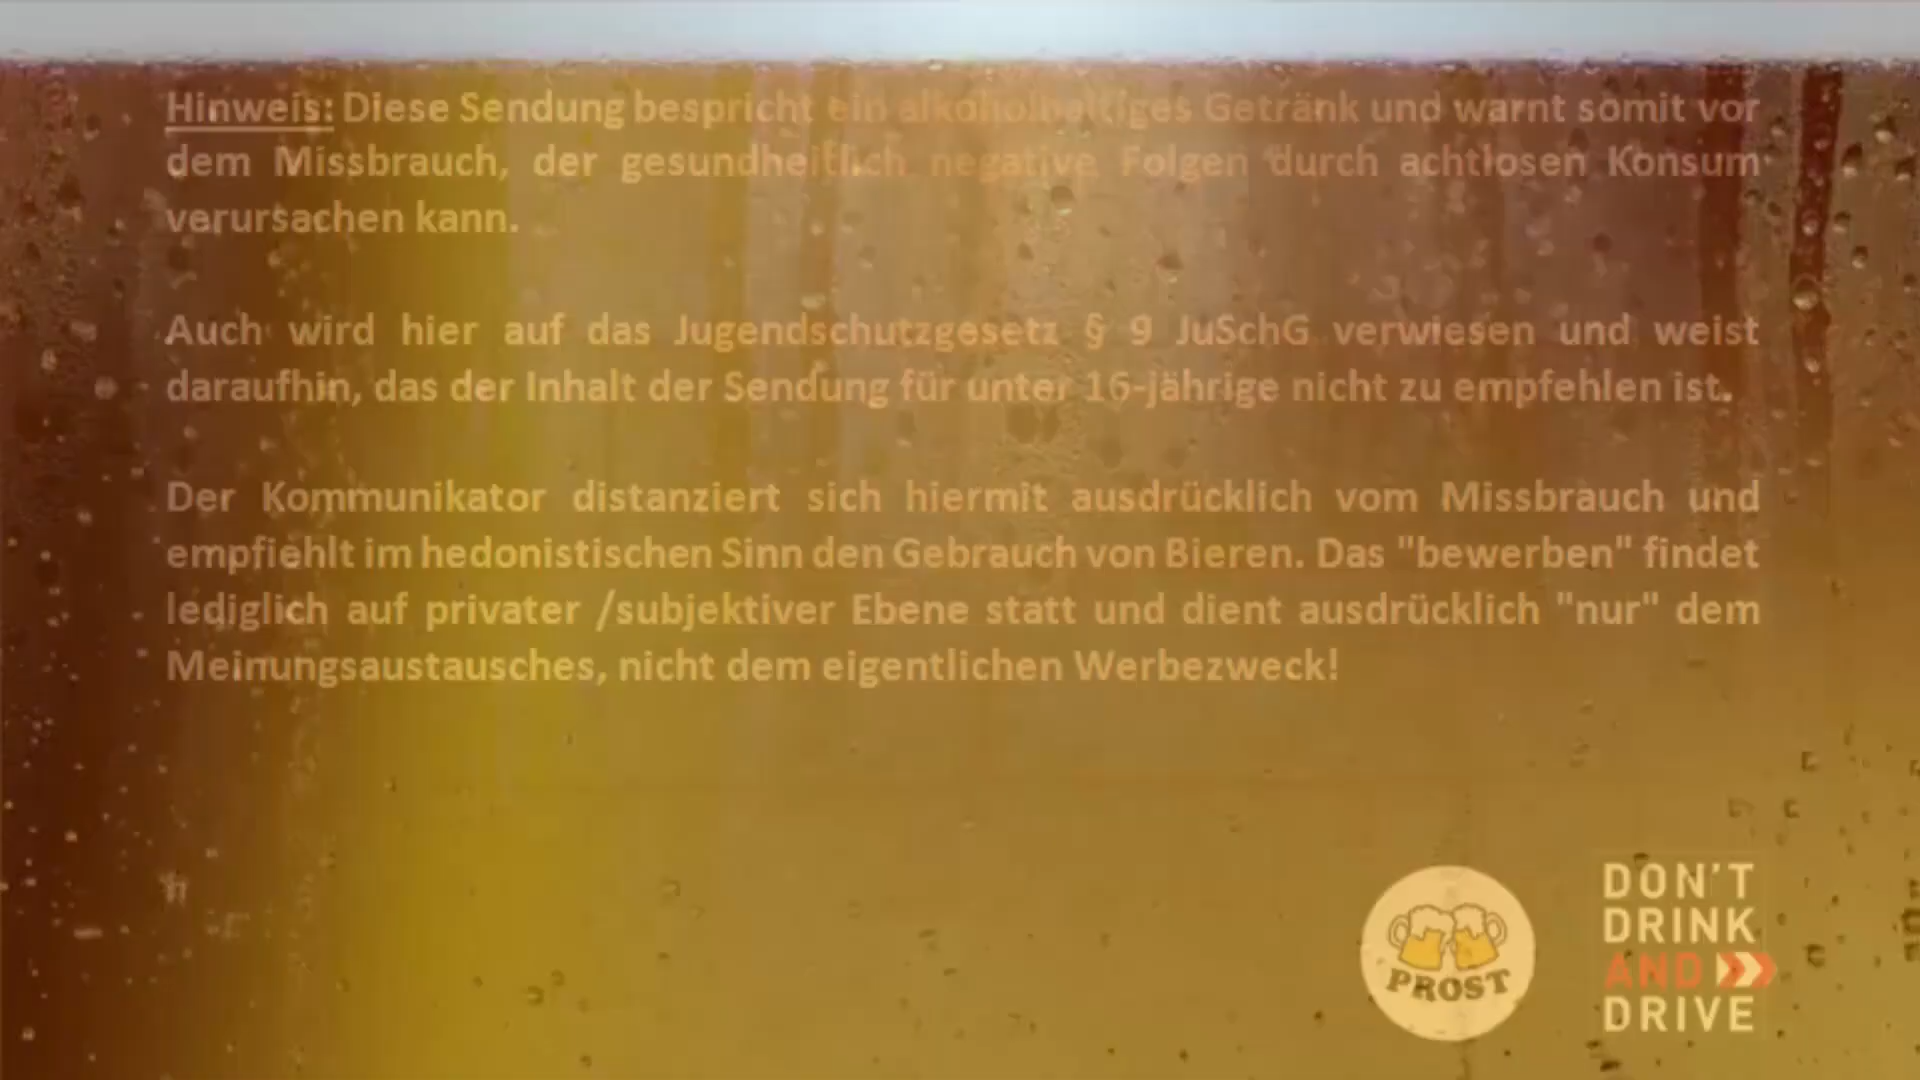 Hinweis: Diese Sendung bespricht ein alkoholhaltiges Getränk und warnt somit vor
dem Missbrauch, der gesundheitlich negative Folgen durch achtlosen Konsum
verursachen kann.
Auch wird hier auf das Jugendschutzgesetz § 9 JuSchG verwiesen und weist
daraufhin, das der Inhalt der Sendung für unter 16-jährige nicht zu empfehlen ist.
Der Kommunikator distanziert sich hiermit ausdrücklich vom Missbrauch und
empfiehlt im hedonistischen Sinn den Gebrauch von Bieren. Das "bewerben" findet
lediglich auf privater /subjektiver Ebene statt und dient ausdrücklich "nur" dem
Meinungsaustausches, nicht dem eigentlichen Werbezweck!
PROST
DON'T
DRINK
AND
DRIVE